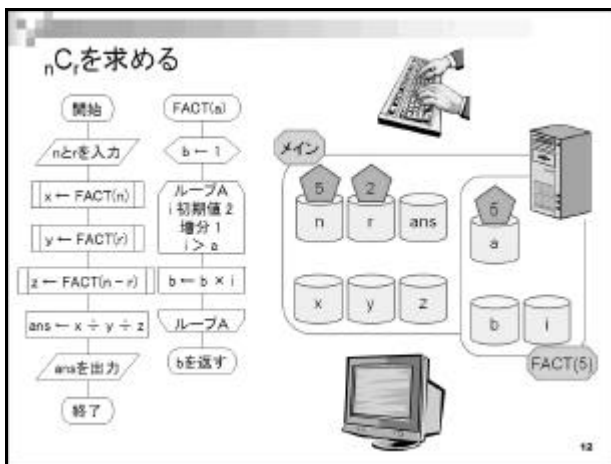 nCrを求める
開始
nとrを入力
x ← FACT(n)
y ← FACT(r)
z ← FACT(n－r)
ans ← x ÷ y ÷ z
ansを出力
終了
FACT(a)
b ← 1
ループA
i 初期値 2
増分 1
i > a
b ← b × i
ループA
bを返す
メイン
5
2
n
r
ans
x
y
z
5
a
b
i
FACT(5)
12